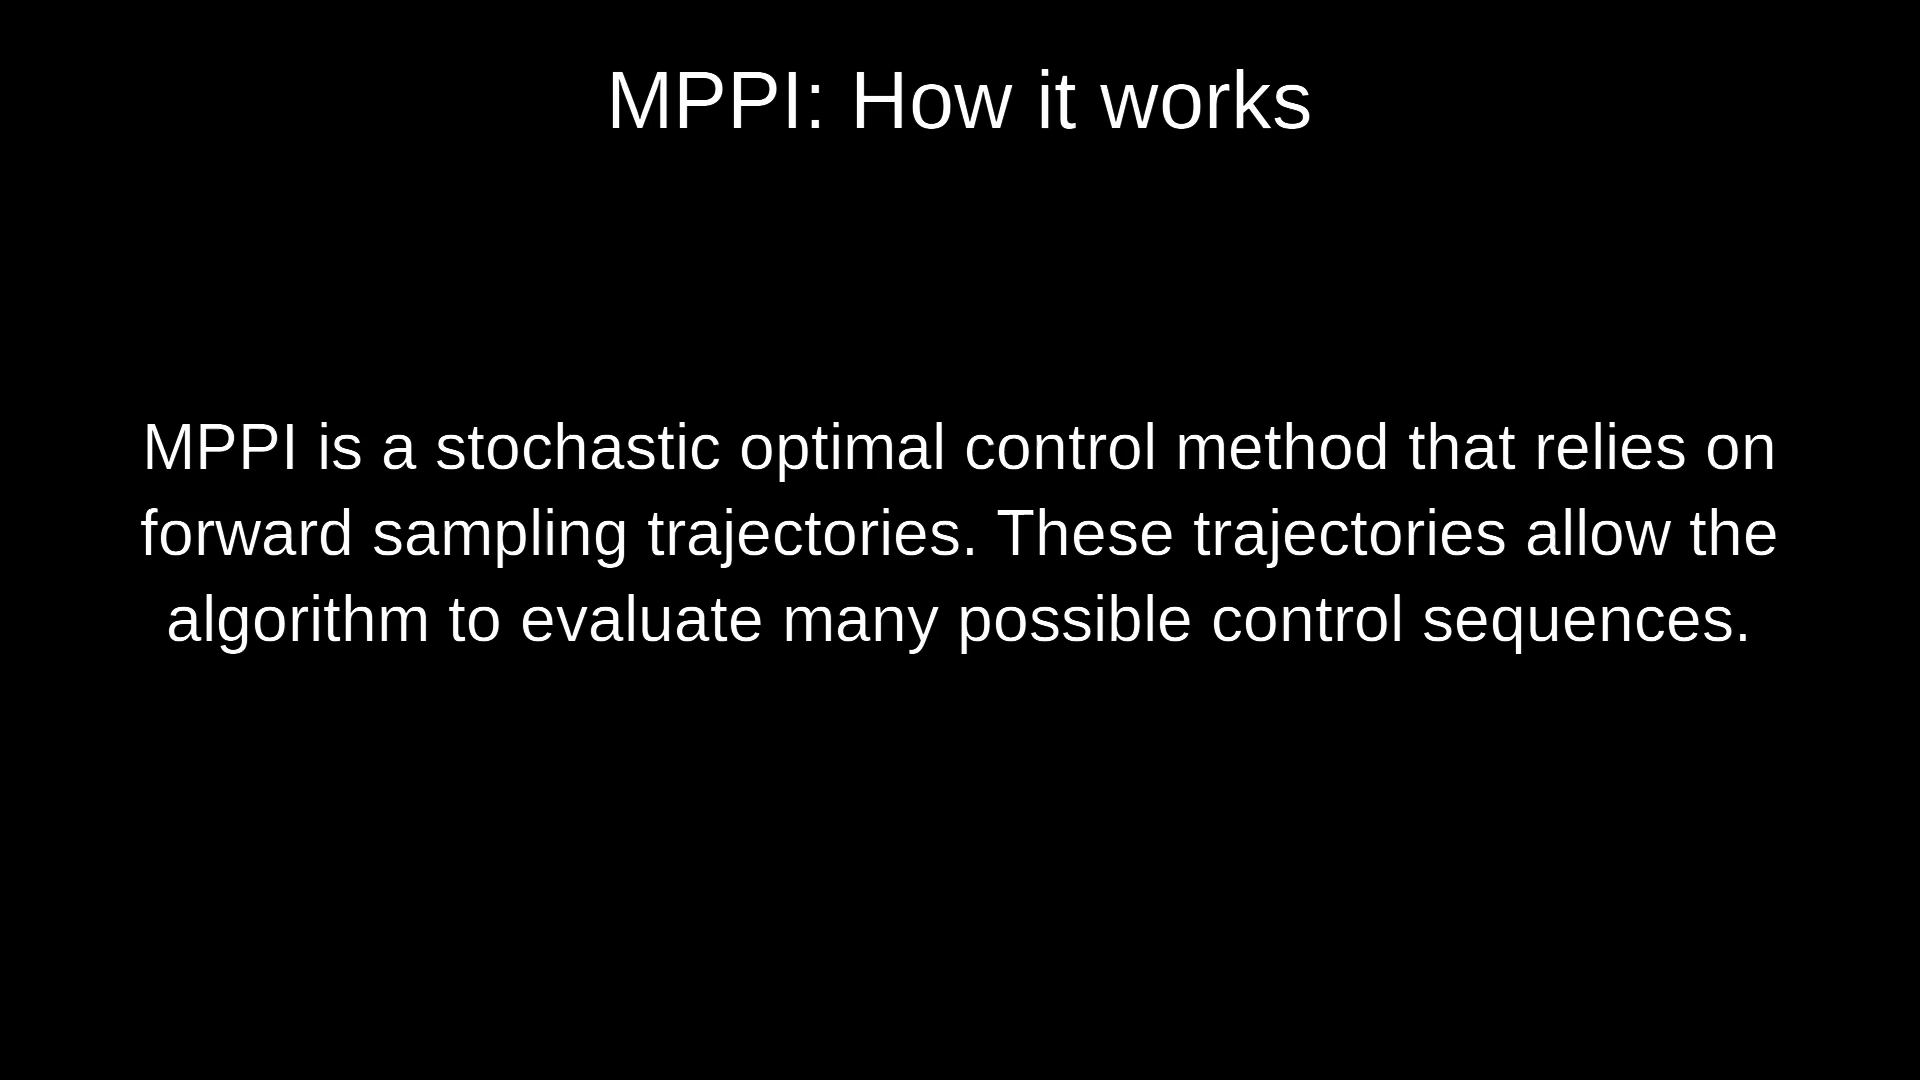 MPPI: How it works
MPPI is a stochastic optimal control method that relies on
forward sampling trajectories. These trajectories allow the
algorithm to evaluate many possible control sequences.